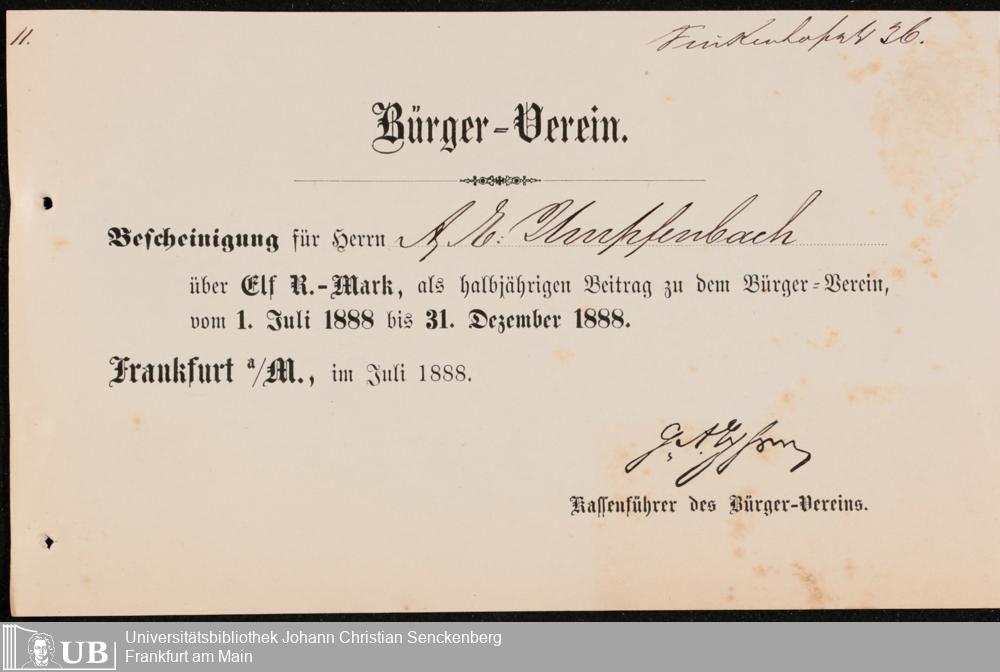 11.
Finkenhofstr 36.
Bürger-Verein.
Bescheinigung für Herrn A. E. Umpfenbach
über Elf R.-Mark, als halbjährigen Beitrag zu dem Bürger-Verein,
vom 1. Juli 1888 bis 31. Dezember 1888.
Frankfurt a/M., im Juli 1888.
Kassenführer des Bürger-Vereins.
UB
Universitätsbibliothek Johann Christian Senckenberg
Frankfurt am Main